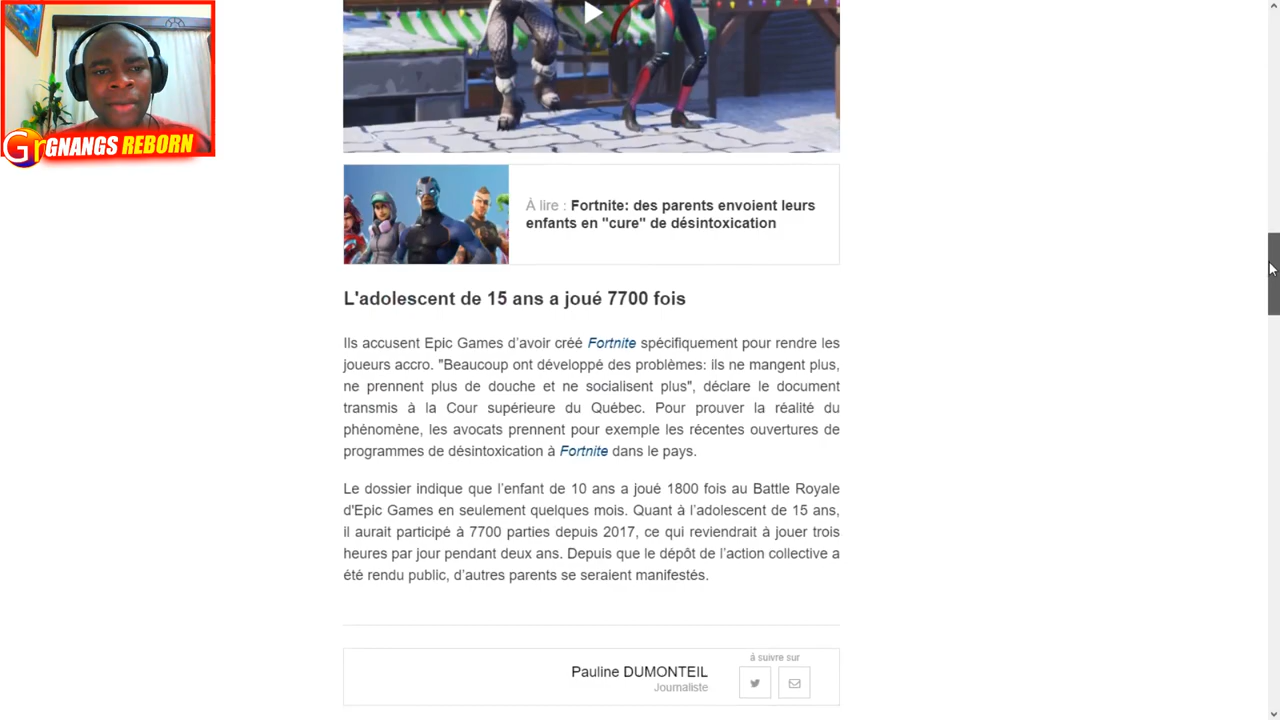 Gr GNANGS REBORN
À lire : Fortnite: des parents envoient leurs
enfants en "cure" de désintoxication
L'adolescent de 15 ans a joué 7700 fois
Ils accusent Epic Games d’avoir créé Fortnite spécifiquement pour rendre les
joueurs accro. "Beaucoup ont développé des problèmes: ils ne mangent plus,
ne prennent plus de douche et ne socialisent plus", déclare le document
transmis à la Cour supérieure du Québec. Pour prouver la réalité du
phénomène, les avocats prennent pour exemple les récentes ouvertures de
programmes de désintoxication à Fortnite dans le pays.
Le dossier indique que l’enfant de 10 ans a joué 1800 fois au Battle Royale
d'Epic Games en seulement quelques mois. Quant à l’adolescent de 15 ans,
il aurait participé à 7700 parties depuis 2017, ce qui reviendrait à jouer trois
heures par jour pendant deux ans. Depuis que le dépôt de l’action collective a
été rendu public, d’autres parents se seraient manifestés.
à suivre sur
Pauline DUMONTEIL
Journaliste